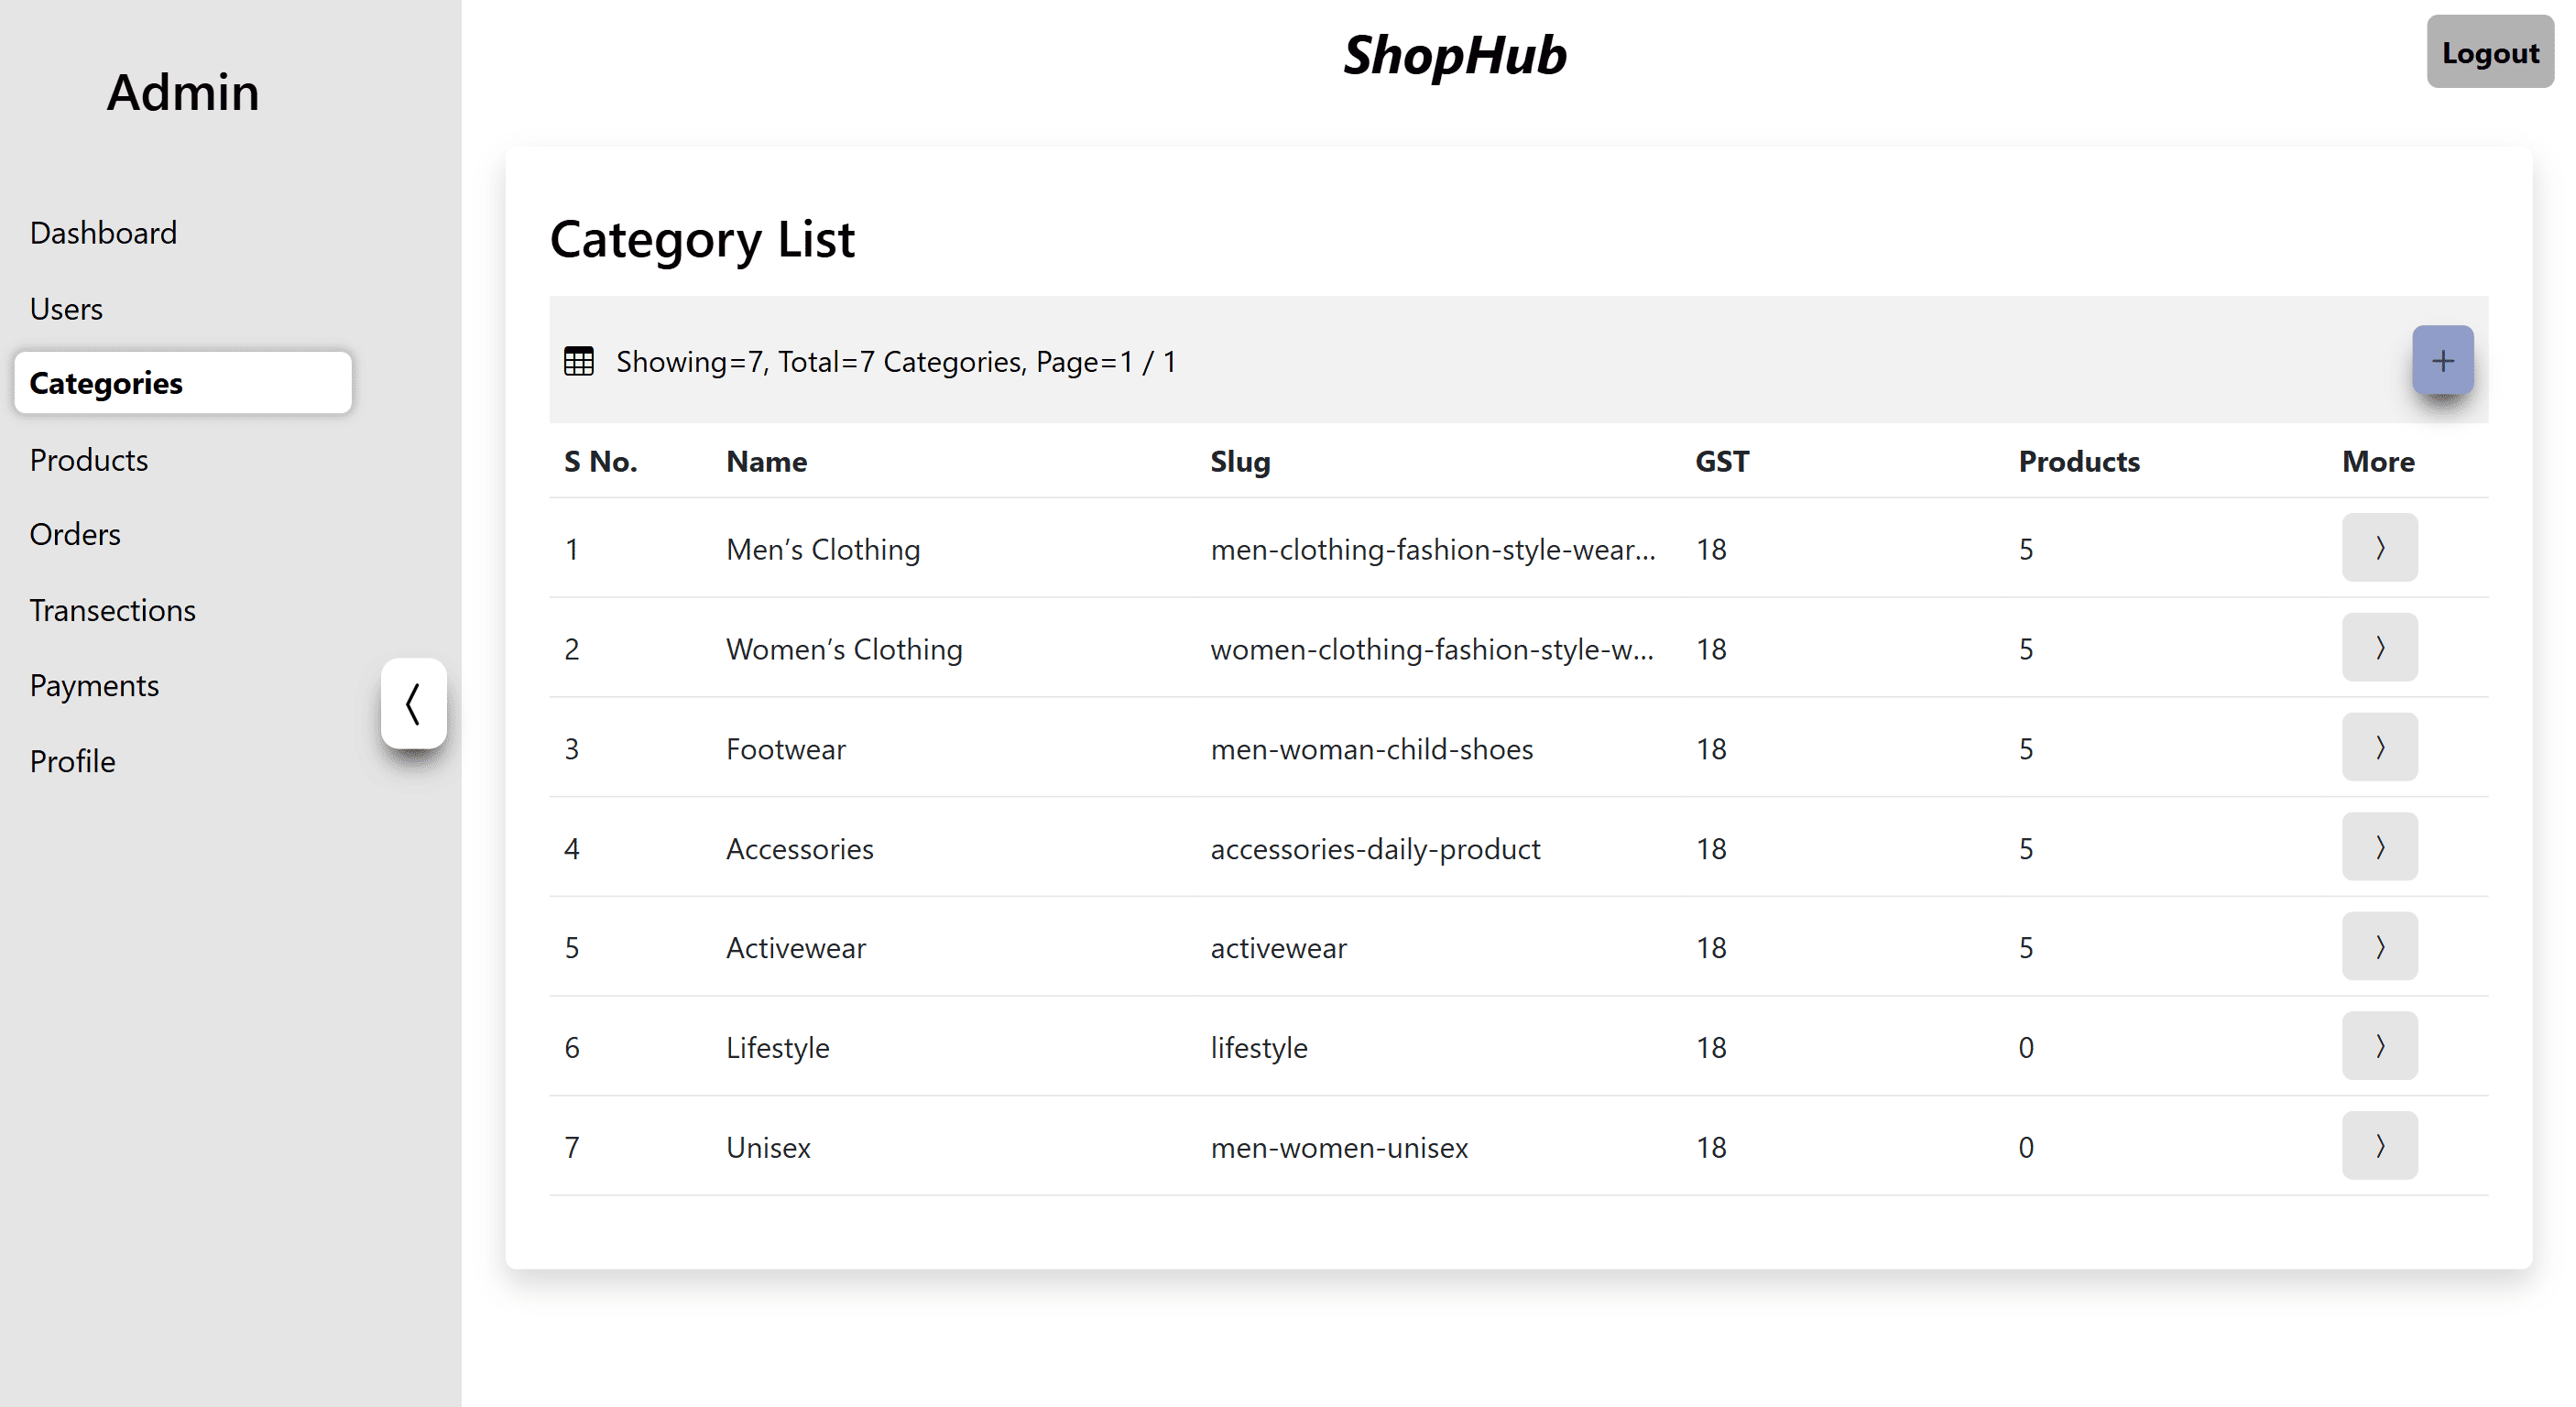 Admin
Dashboard
Users
Categories
Products
Orders
Transections
Payments
Profile
ShopHub
Logout
Category List
Showing=7, Total=7 Categories, Page=1 / 1
S No. Name Slug GST Products More
1 Men’s Clothing men-clothing-fashion-style-wear... 18 5
2 Women’s Clothing women-clothing-fashion-style-w... 18 5
3 Footwear men-woman-child-shoes 18 5
4 Accessories accessories-daily-product 18 5
5 Activewear activewear 18 5
6 Lifestyle lifestyle 18 0
7 Unisex men-women-unisex 18 0